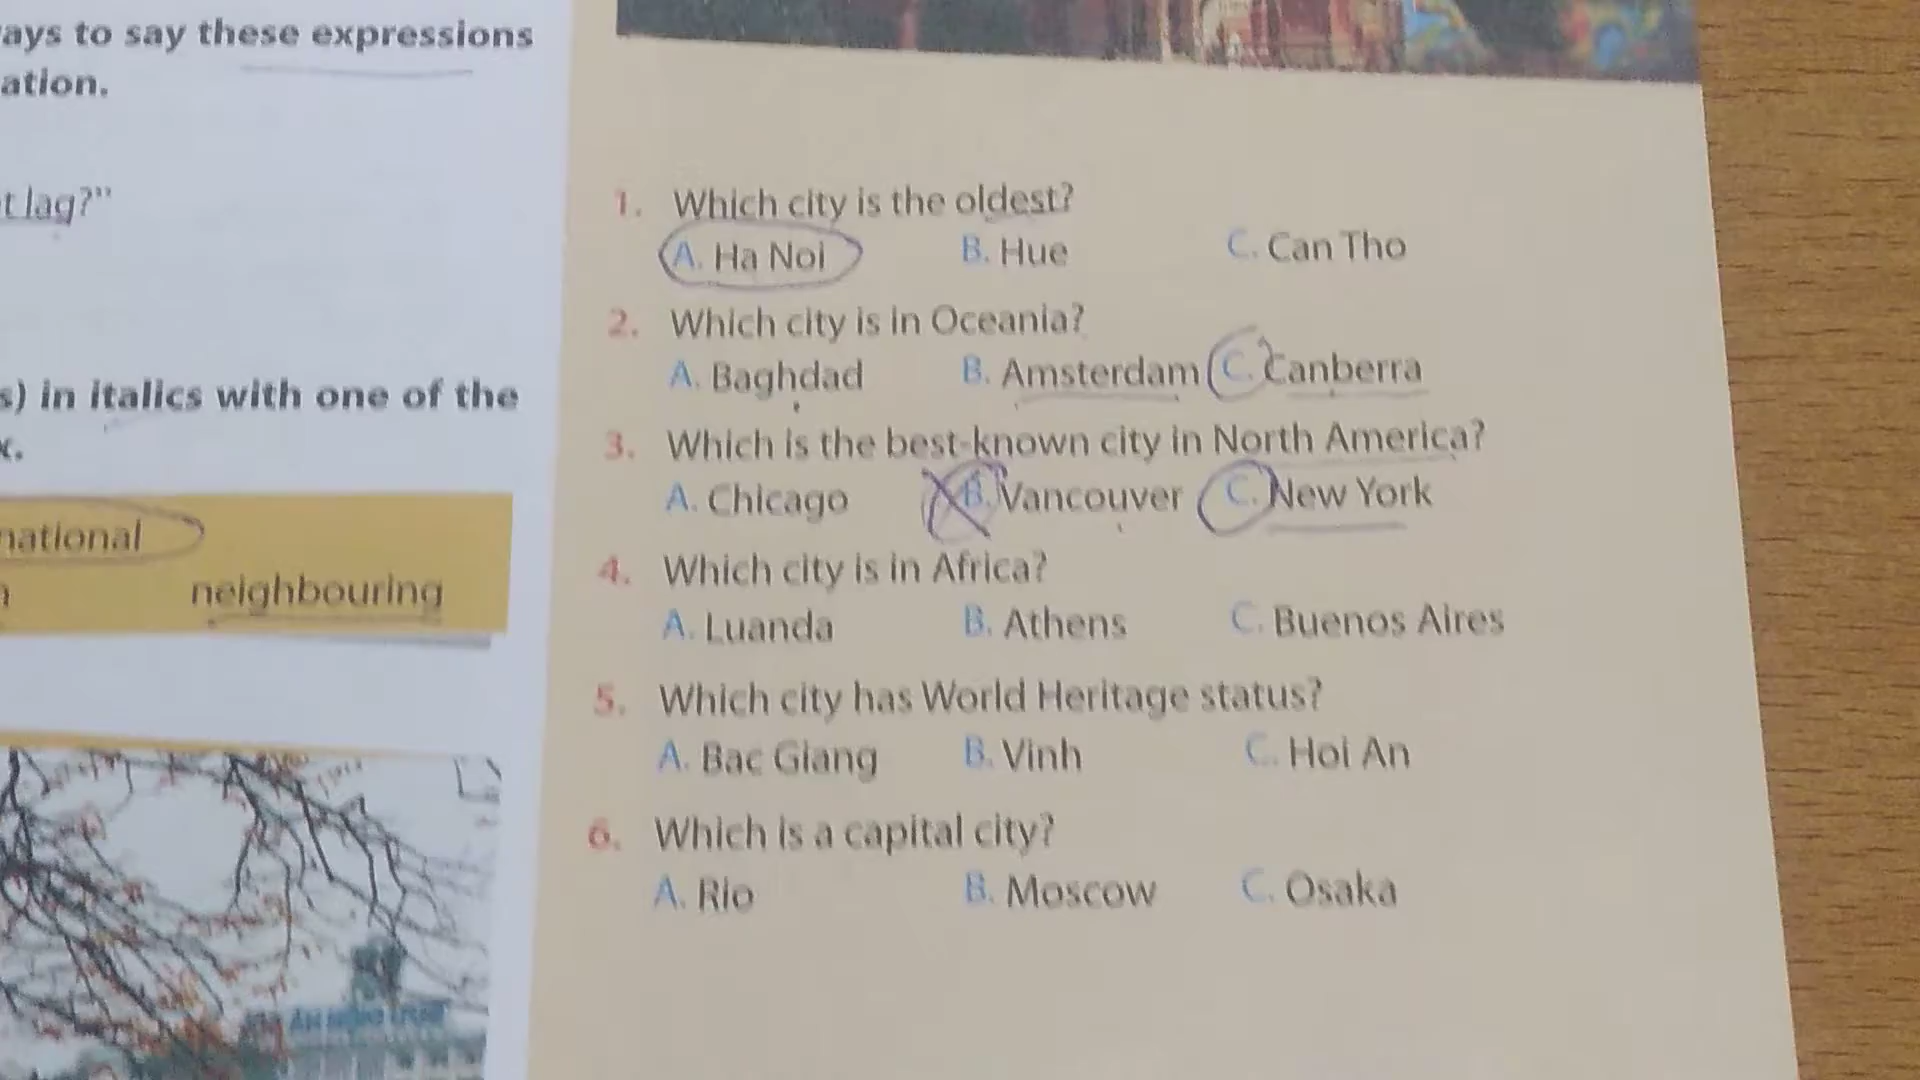 ays to say these expressions
ation.
t lag?"
s) in italics with one of the
x.
national
neighbouring
1. Which city is the oldest?
A. Ha Noi B. Hue C. Can Tho
2. Which city is in Oceania?
A. Baghdad B. Amsterdam C. Canberra
3. Which is the best-known city in North America?
A. Chicago B. Vancouver C. New York
4. Which city is in Africa?
A. Luanda B. Athens C. Buenos Aires
5. Which city has World Heritage status?
A. Bac Giang B. Vinh C. Hoi An
6. Which is a capital city?
A. Rio B. Moscow C. Osaka